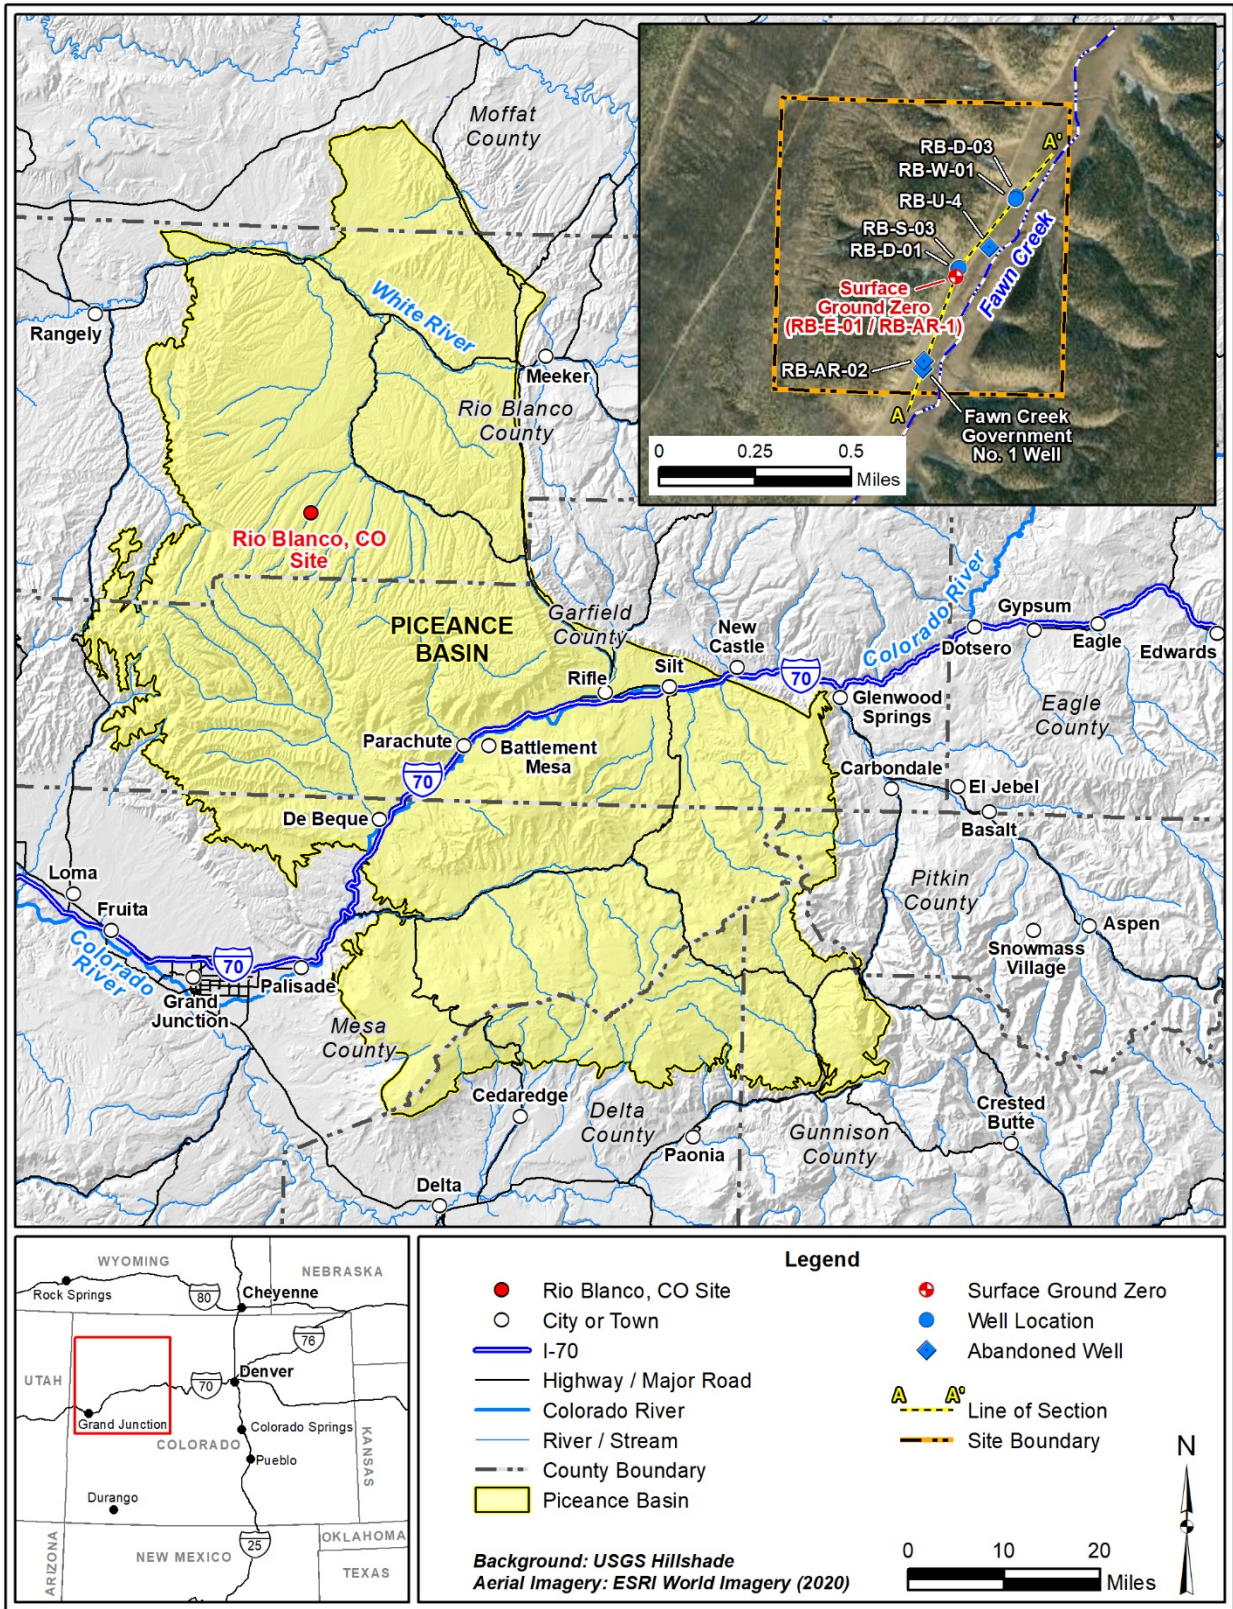 Moffat
County
RB-D-03
RB-W-01
A'
RB-U-4
RB-S-03
RB-D-01
Surface
Ground Zero
(RB-E-01 / RB-AR-1)
Fawn Creek
RB-AR-02
A
Fawn Creek
Government
No. 1 Well
0 0.25 0.5
Miles
White River
Rangely
Meeker
Rio Blanco
County
Rio Blanco, CO
Site
PICEANCE
BASIN
Garfield
County
New
Castle
Silt
Rifle
70
Colorado River
Gypsum
Dotsero
Eagle
Edwards
Glenwood
Springs
Eagle
County
Parachute
Battlement
Mesa
70
Carbondale
El Jebel
Basalt
De Beque
Loma
Fruita
Colorado
River
70
Grand
Junction
Palisade
Mesa
County
Pitkin
County
Aspen
Snowmass
Village
Cedaredge
Delta
County
Paonia
Gunnison
County
Crested
Butte
Delta
WYOMING
NEBRASKA
Rock Springs
80
Cheyenne
76
UTAH
70
Denver
Grand Junction
Colorado Springs
COLORADO
Pueblo
KANSAS
Durango
ARIZONA
NEW MEXICO
25
OKLAHOMA
TEXAS
Legend
Rio Blanco, CO Site
City or Town
I-70
Highway / Major Road
Colorado River
River / Stream
County Boundary
Piceance Basin
Surface Ground Zero
Well Location
Abandoned Well
A A'
Line of Section
Site Boundary
N
Background: USGS Hillshade
Aerial Imagery: ESRI World Imagery (2020)
0 10 20
Miles